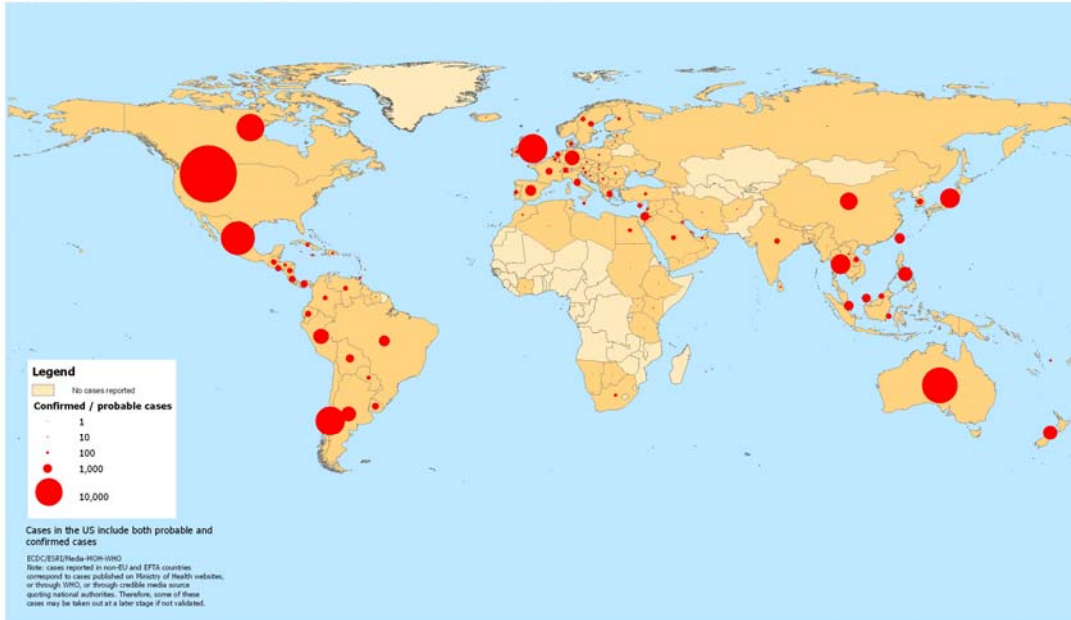 Legend
No cases reported
Confirmed / probable cases
1
10
100
1,000
10,000
Cases in the US include both probable and
confirmed cases
ECDC/ESRI/Media-MOH-WHO
Note: cases reported in non-EU and EFTA countries
correspond to cases published on Ministry of Health websites,
or through WHO, or through credible media source
quoting national authorities. Therefore, some of these
cases may be taken out at a later stage if not validated.